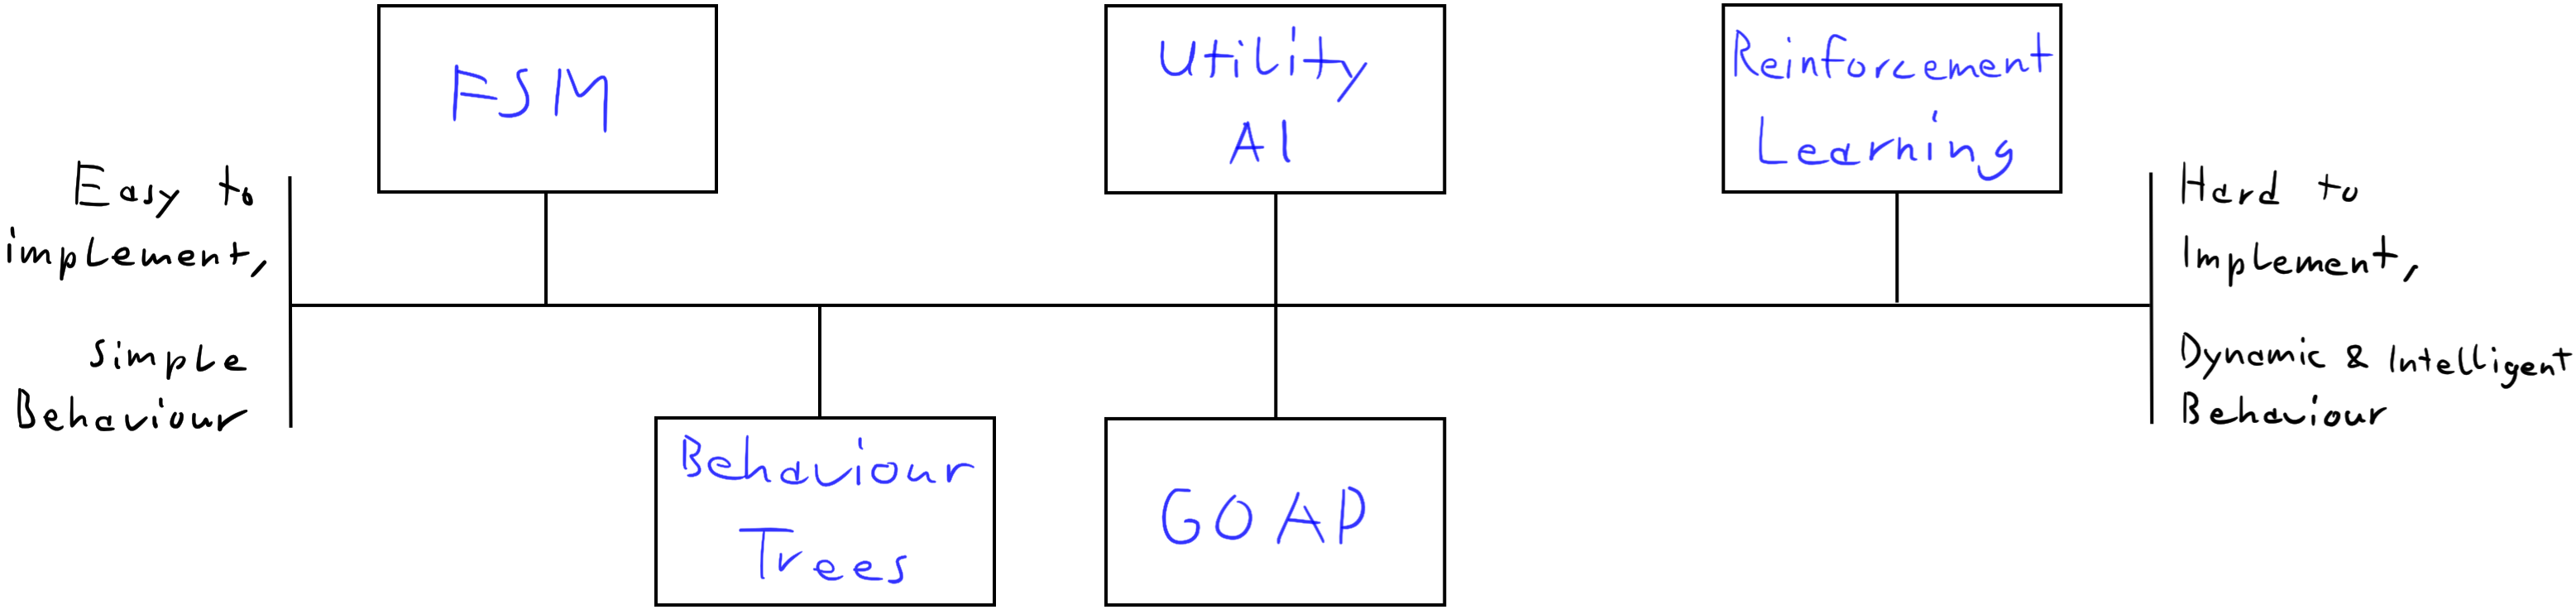 FSM
Utility
AI
Reinforcement
Learning
Easy to
implement,
simple
Behaviour
Hard to
Implement,
Dynamic & Intelligent
Behaviour
Behaviour
Trees
GOAP